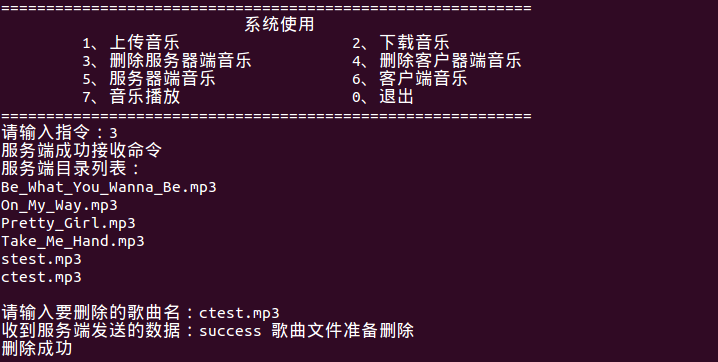 ===========================================================
系统使用
1、上传音乐 2、下载音乐
3、删除服务器端音乐 4、删除客户器端音乐
5、服务器端音乐 6、客户端音乐
7、音乐播放 0、退出
===========================================================
请输入指令：3
服务端成功接收命令
服务端目录列表：
Be_What_You_Wanna_Be.mp3
On_My_Way.mp3
Pretty_Girl.mp3
Take_Me_Hand.mp3
stest.mp3
ctest.mp3
请输入要删除的歌曲名：ctest.mp3
收到服务端发送的数据：success 歌曲文件准备删除
删除成功